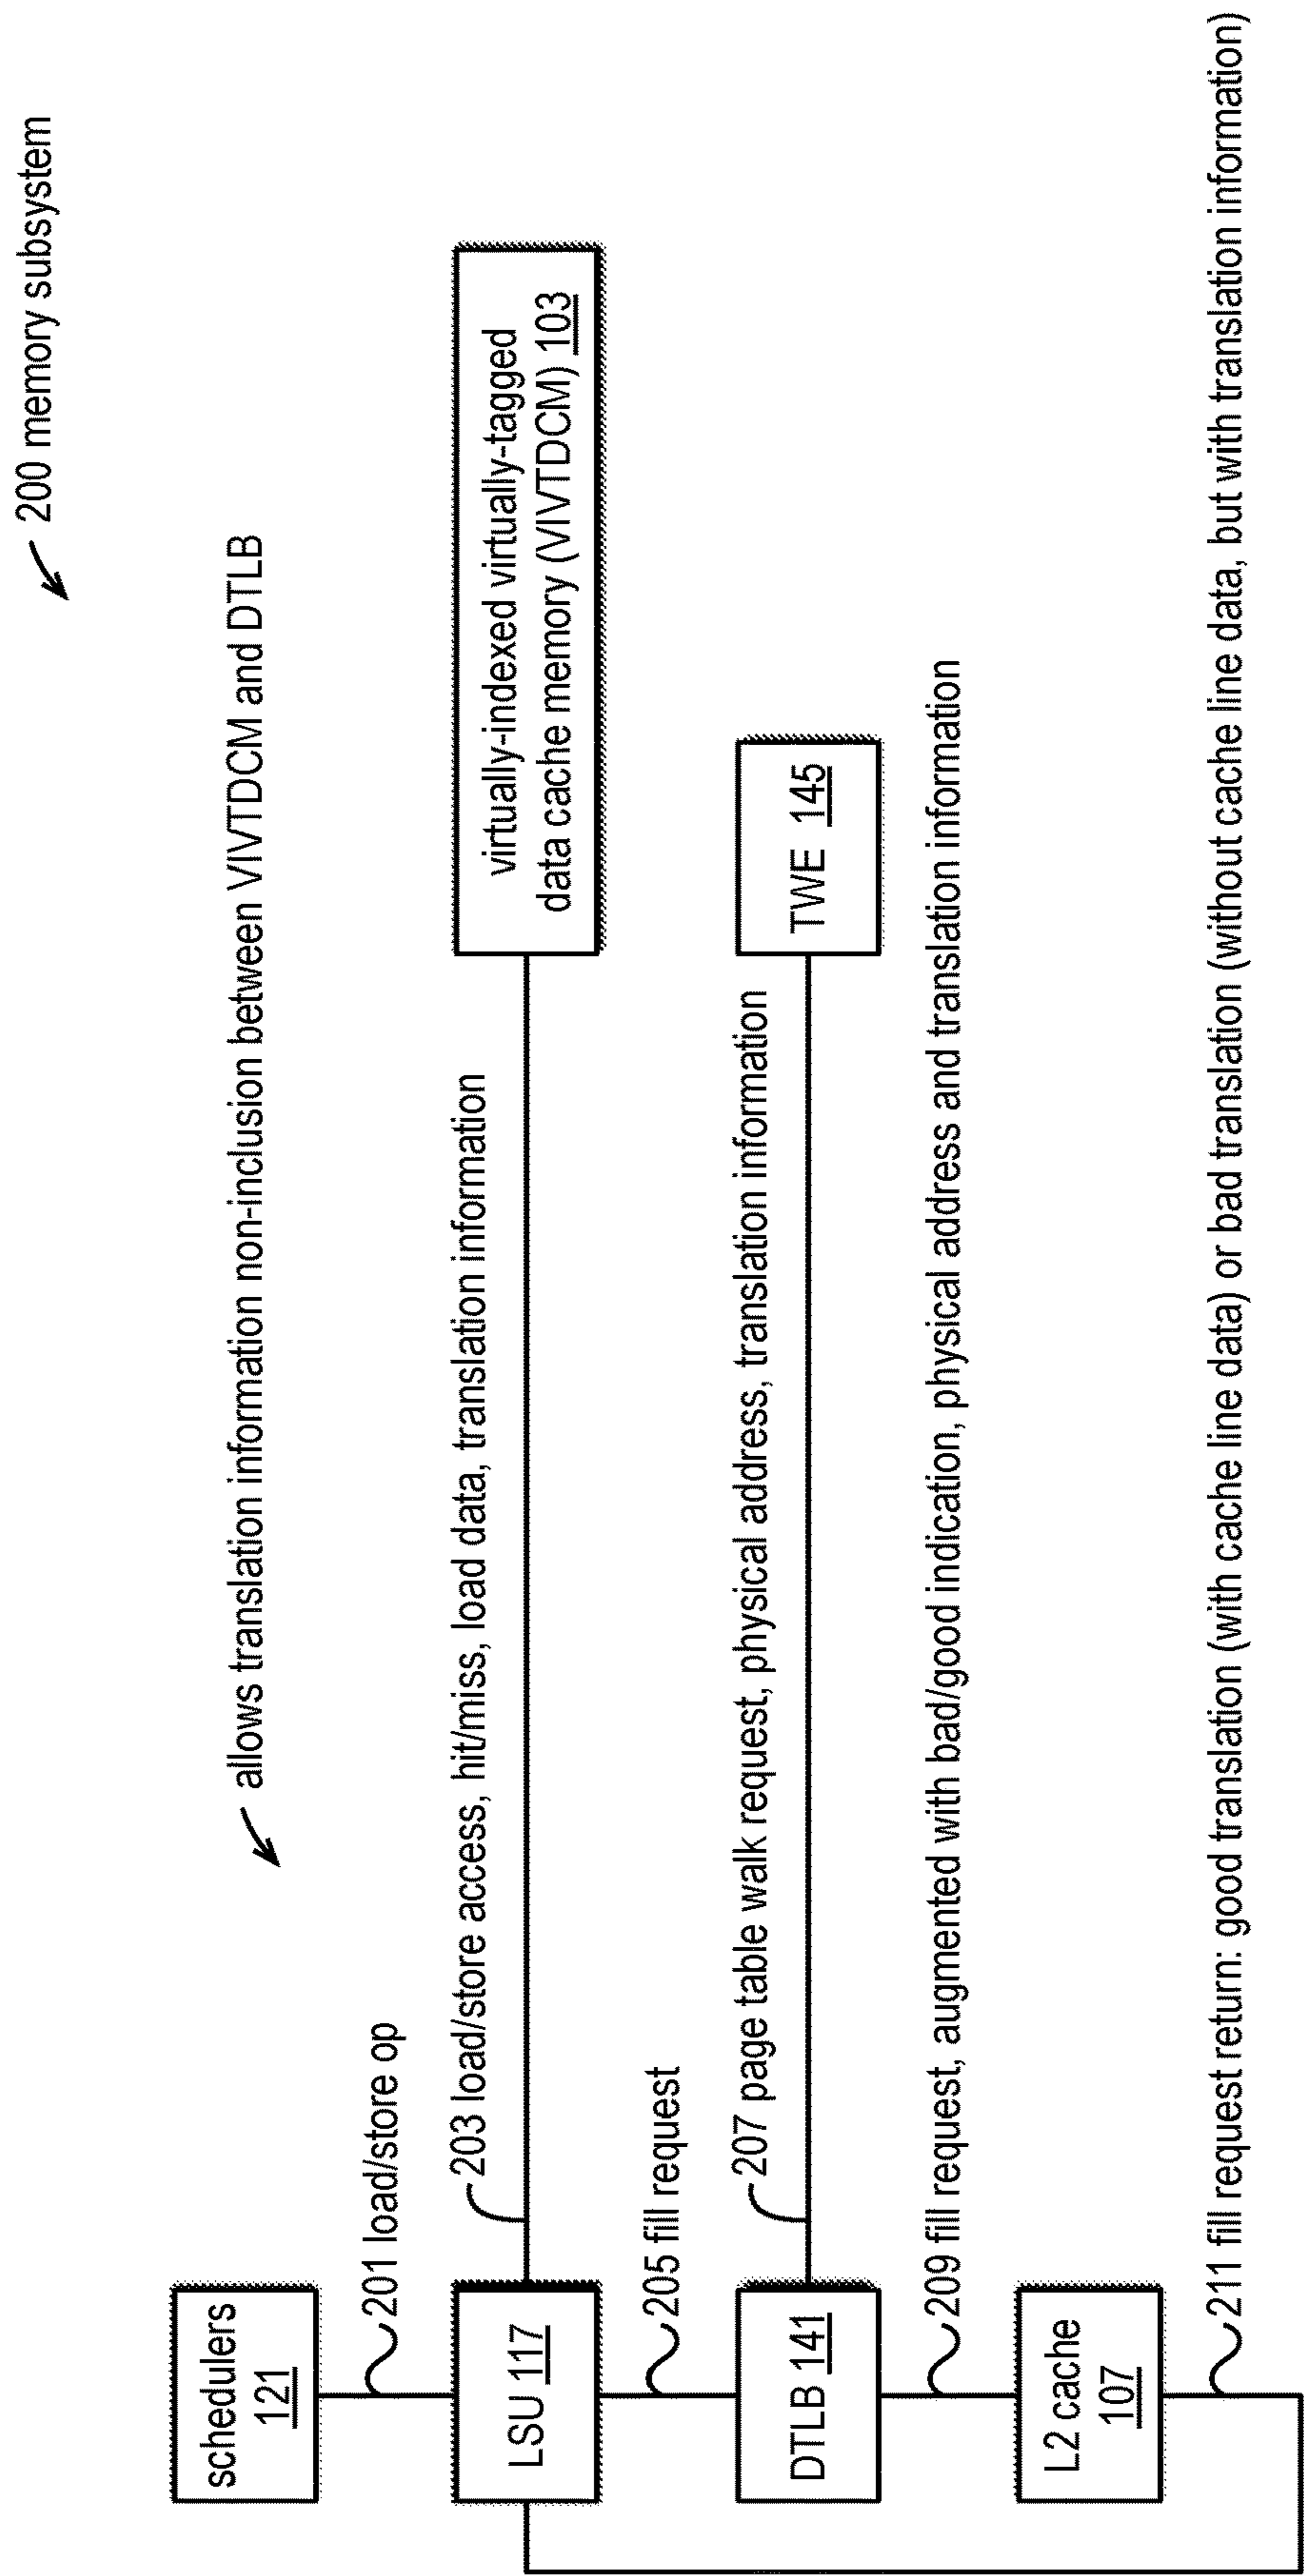 200 memory subsystem
allows translation information non-inclusion between VIVTDCM and DTLB
schedulers
121
201 load/store op
203 load/store access, hit/miss, load data, translation information
LSU 117
virtually-indexed virtually-tagged
data cache memory (VIVTDCM) 103
205 fill request
207 page table walk request, physical address, translation information
DTLB 141
TWE 145
209 fill request, augmented with bad/good indication, physical address and translation information
L2 cache
107
211 fill request return: good translation (with cache line data) or bad translation (without cache line data, but with translation information)